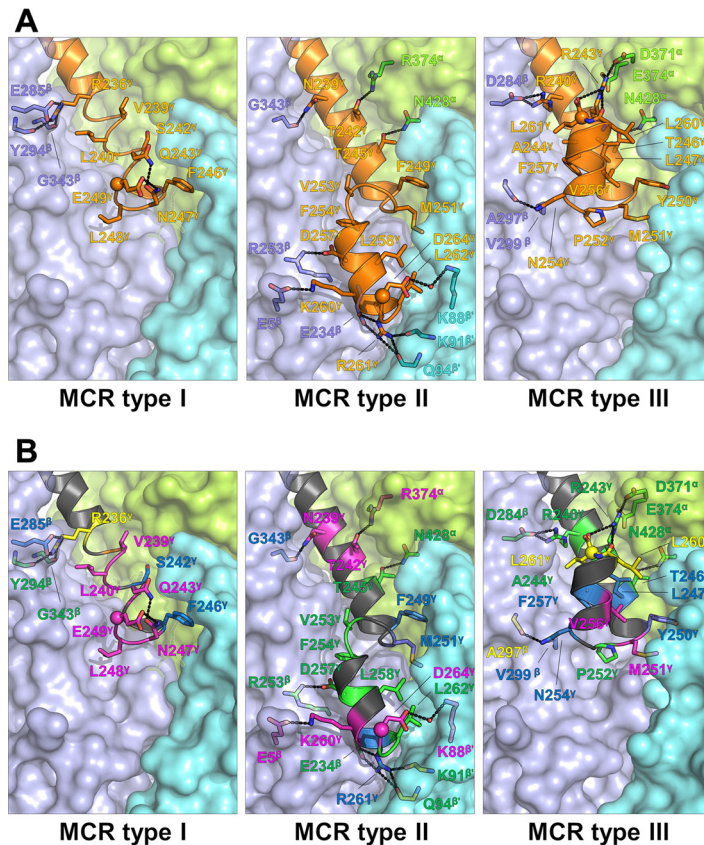 A
E285β
R236γ
V239γ
S242γ
Y294β
L240γ
Q243γ
G343β
F246γ
E249γ
N247γ
L248γ
MCR type I
R374α
G343β
N239γ
N428α
T242γ
T245γ
F249γ
V253γ
M251γ
F254γ
D257γ
R253β
L258γ
D264γ
L262γ
K260γ
K88β'
E5β
E234β
K91β'
R261γ
Q94β'
MCR type II
R243γ
D371α
D284β
R240γ
E374α
N428α
L261γ
L260γ
A244γ
T246γ
F257γ
L247γ
V256γ
Y250γ
A297β
V299β
P252γ
M251γ
N254γ
MCR type III
B
E285β
R236γ
V239γ
S242γ
Y294β
L240γ
Q243γ
G343β
F246γ
E249γ
N247γ
L248γ
MCR type I
R374α
N239γ
G343β
N428α
T242γ
T245γ
F249γ
V253γ
M251γ
F254γ
D257γ
R253β
L258γ
D264γ
L262γ
K260γ
K88β'
E5β
E234β
K91β'
R261γ
Q94β'
MCR type II
R243γ
D371α
D284β
R240γ
E374α
N428α
L261γ
L260
A244γ
T246
F257γ
L247
V256γ
Y250γ
A297β
V299β
P252γ
M251γ
N254γ
MCR type III